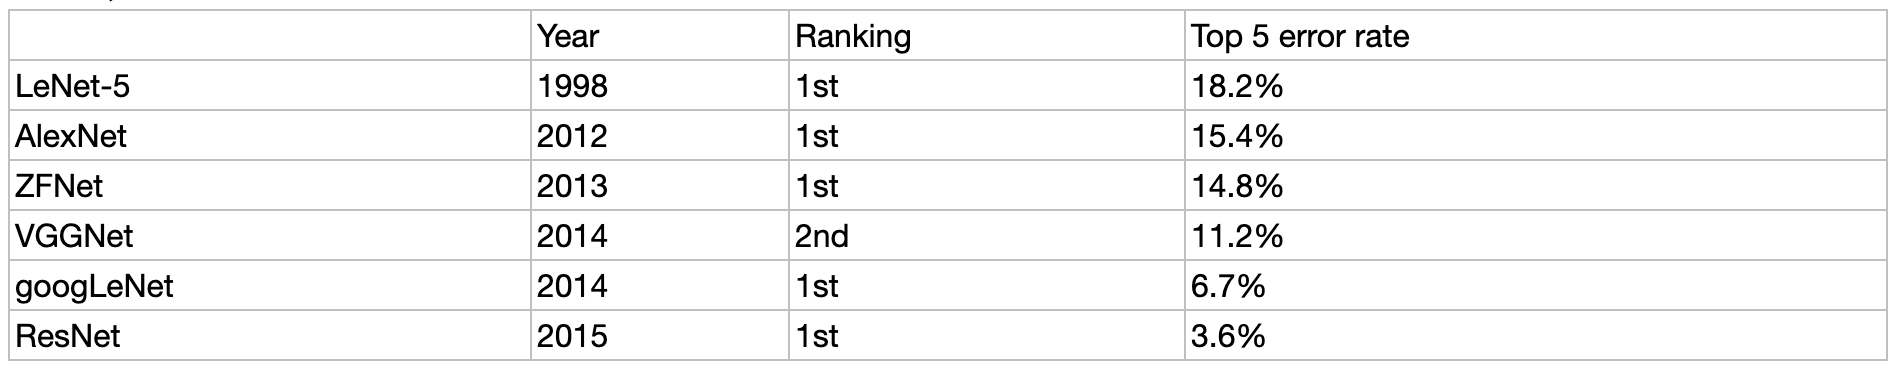 Year Ranking Top 5 error rate
LeNet-5 1998 1st 18.2%
AlexNet 2012 1st 15.4%
ZFNet 2013 1st 14.8%
VGGNet 2014 2nd 11.2%
googLeNet 2014 1st 6.7%
ResNet 2015 1st 3.6%